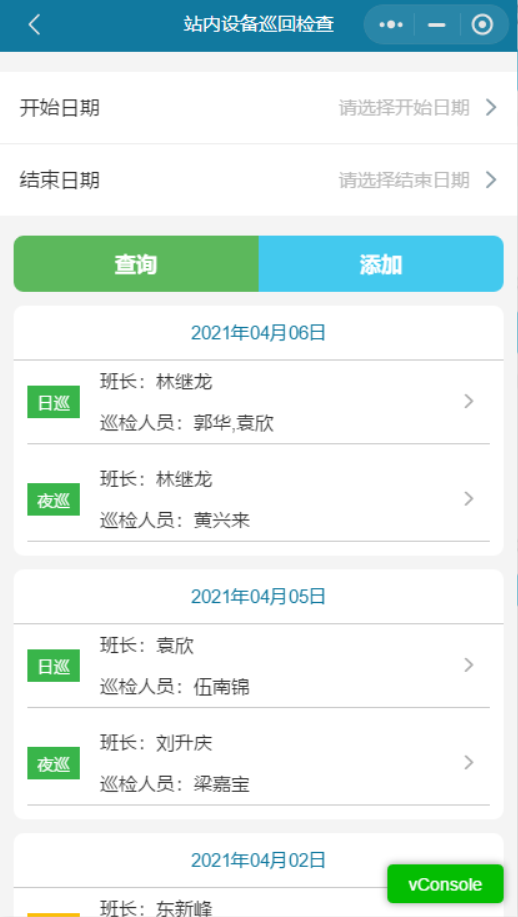 站内设备巡回检查
开始日期 请选择开始日期
结束日期 请选择结束日期
查询 添加
2021年04月06日
班长：林继龙
日巡
巡检人员：郭华,袁欣
班长：林继龙
夜巡
巡检人员：黄兴来
2021年04月05日
班长：袁欣
日巡
巡检人员：伍南锦
班长：刘升庆
夜巡
巡检人员：梁嘉宝
2021年04月02日
vConsole
班长：东新峰